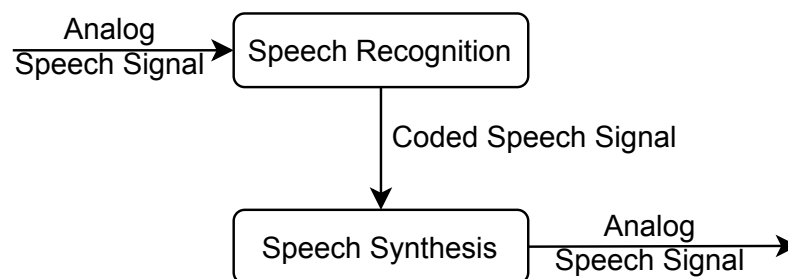 Analog
Speech Signal
Speech Recognition
Coded Speech Signal
Speech Synthesis
Analog
Speech Signal